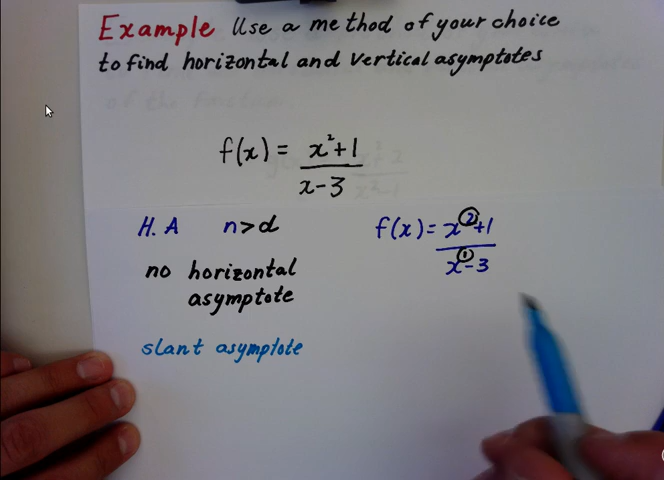 Example Use a method of your choice
to find horizontal and vertical asymptotes
f(x) = x²+1
x-3
H.A n>d
f(x) = x²+1
x¹-3
no horizontal
asymptote
slant asymptote